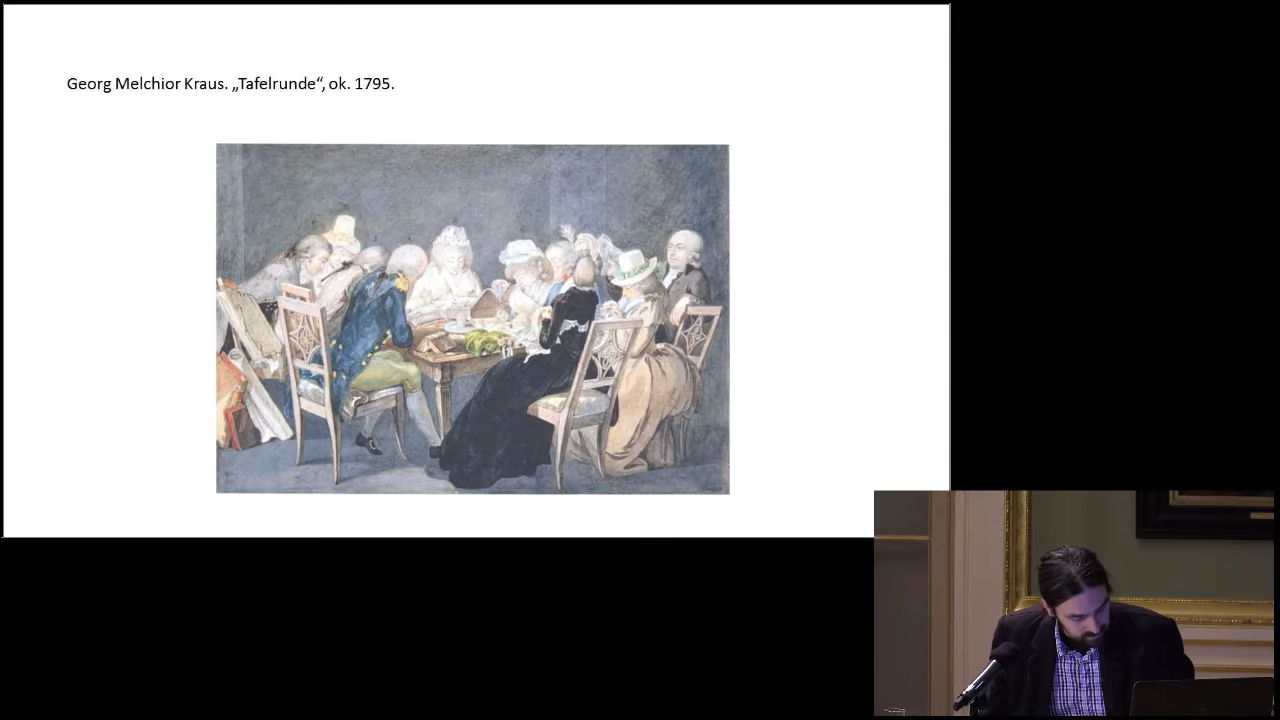 Georg Melchior Kraus. „Tafelrunde“, ok. 1795.